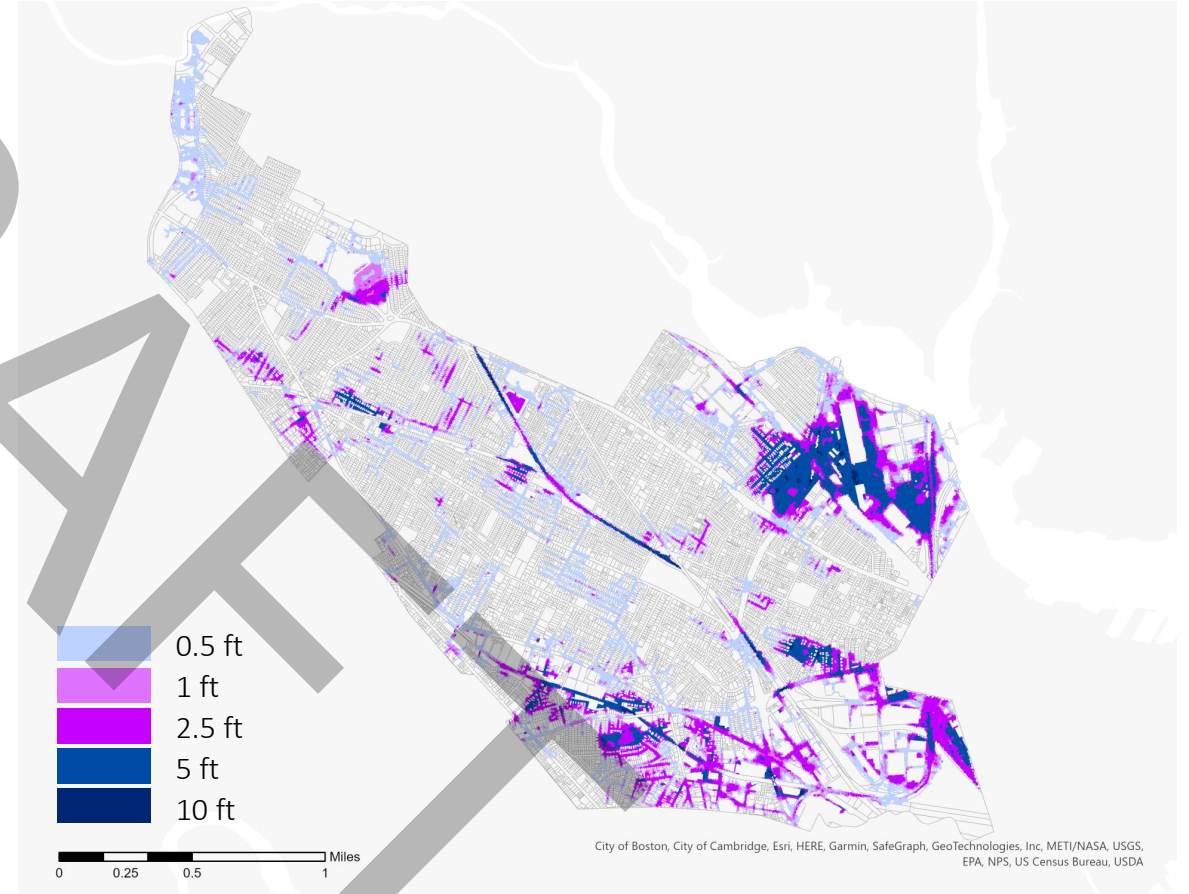 0.5 ft
1 ft
2.5 ft
5 ft
10 ft
Miles
0 0.25 0.5 1
City of Boston, City of Cambridge, Esri, HERE, Garmin, SafeGraph, GeoTechnologies, Inc, METI/NASA, USGS,
EPA, NPS, US Census Bureau, USDA